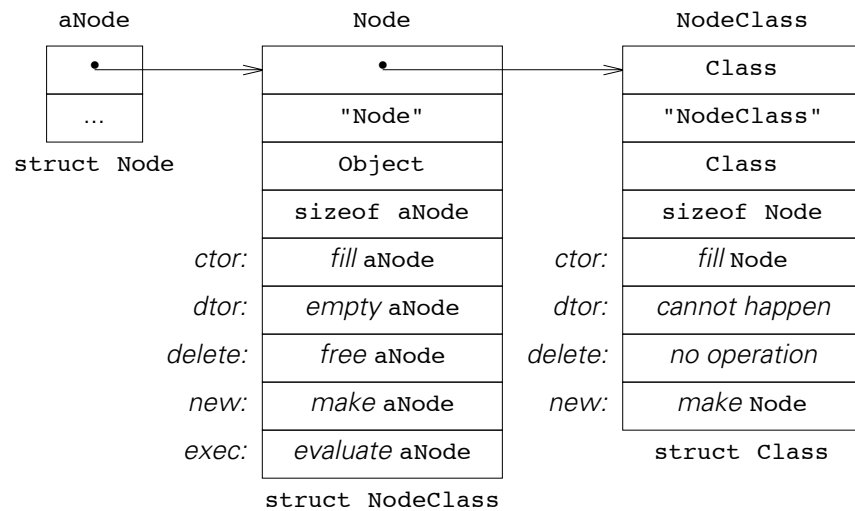 aNode Node NodeClass
Class
... "Node" "NodeClass"
struct Node Object Class
sizeof aNode sizeof Node
ctor: fill aNode ctor: fill Node
dtor: empty aNode dtor: cannot happen
delete: free aNode delete: no operation
new: make aNode new: make Node
exec: evaluate aNode struct Class
struct NodeClass